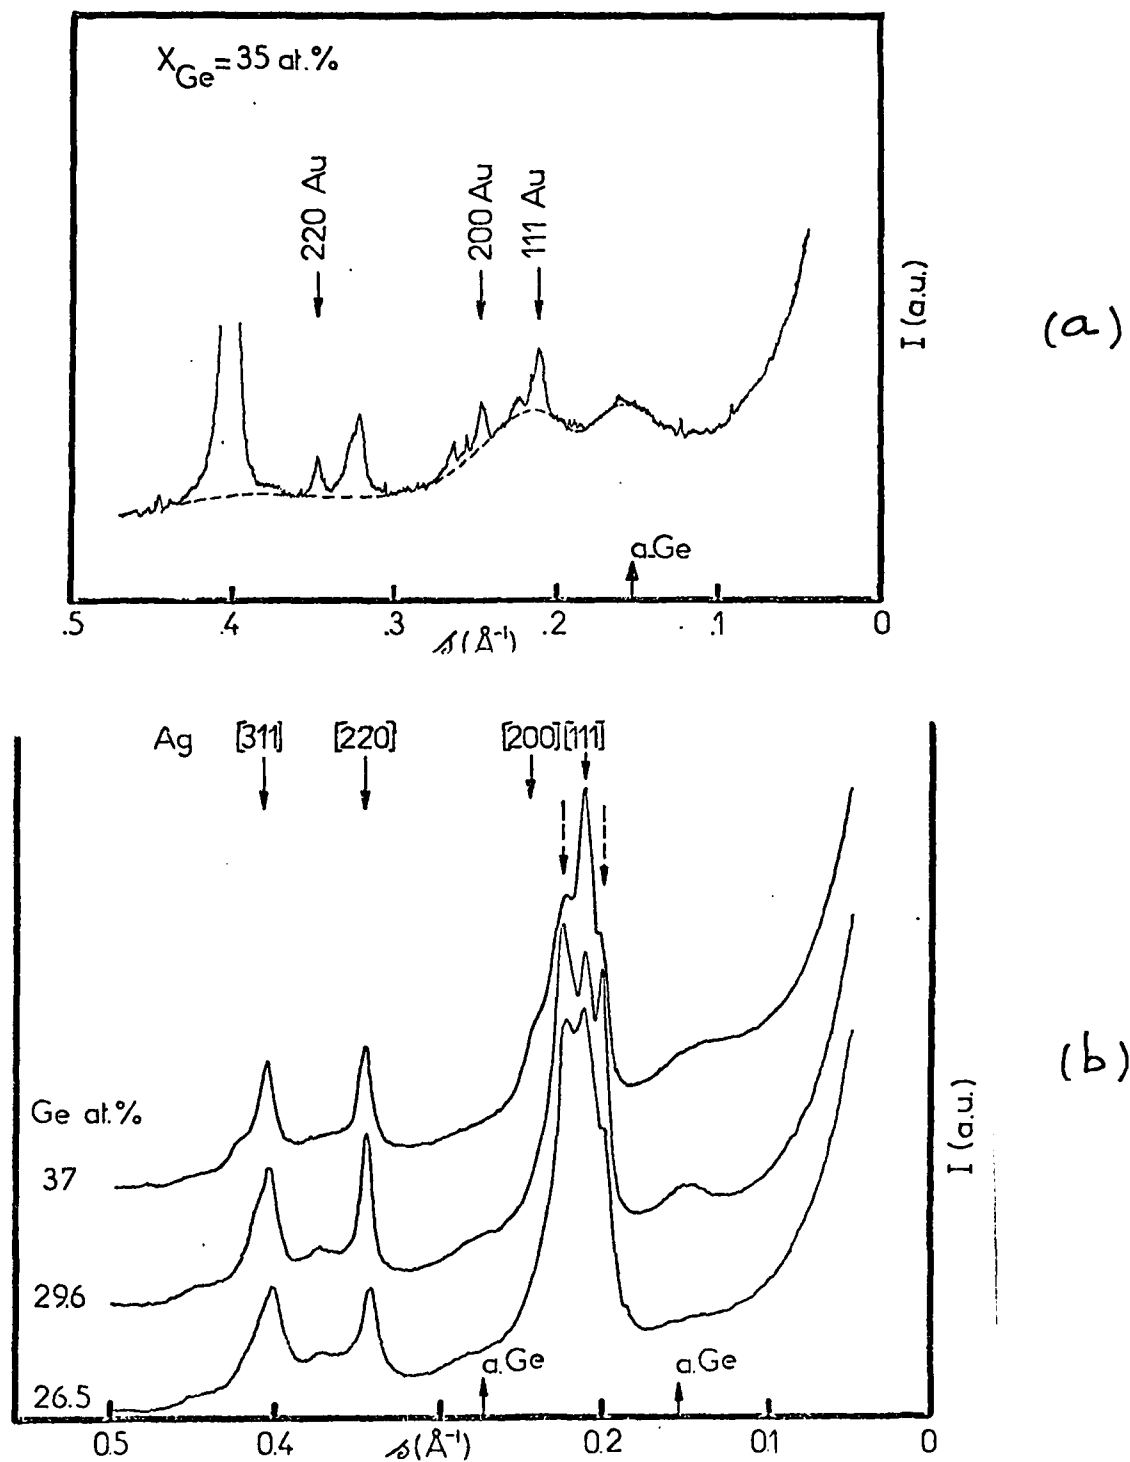 X_Ge = 35 at.%
220 Au
200 Au
111 Au
I (a.u.)
(a)
a-Ge
.5 .4 .3 .2 .1 0
s (Å⁻¹)
Ag [311] [220] [200] [111]
(b)
Ge at.%
37
29.6
26.5
I (a.u.)
a.Ge a.Ge
0.5 0.4 0.2 0.1 0
s (Å⁻¹)